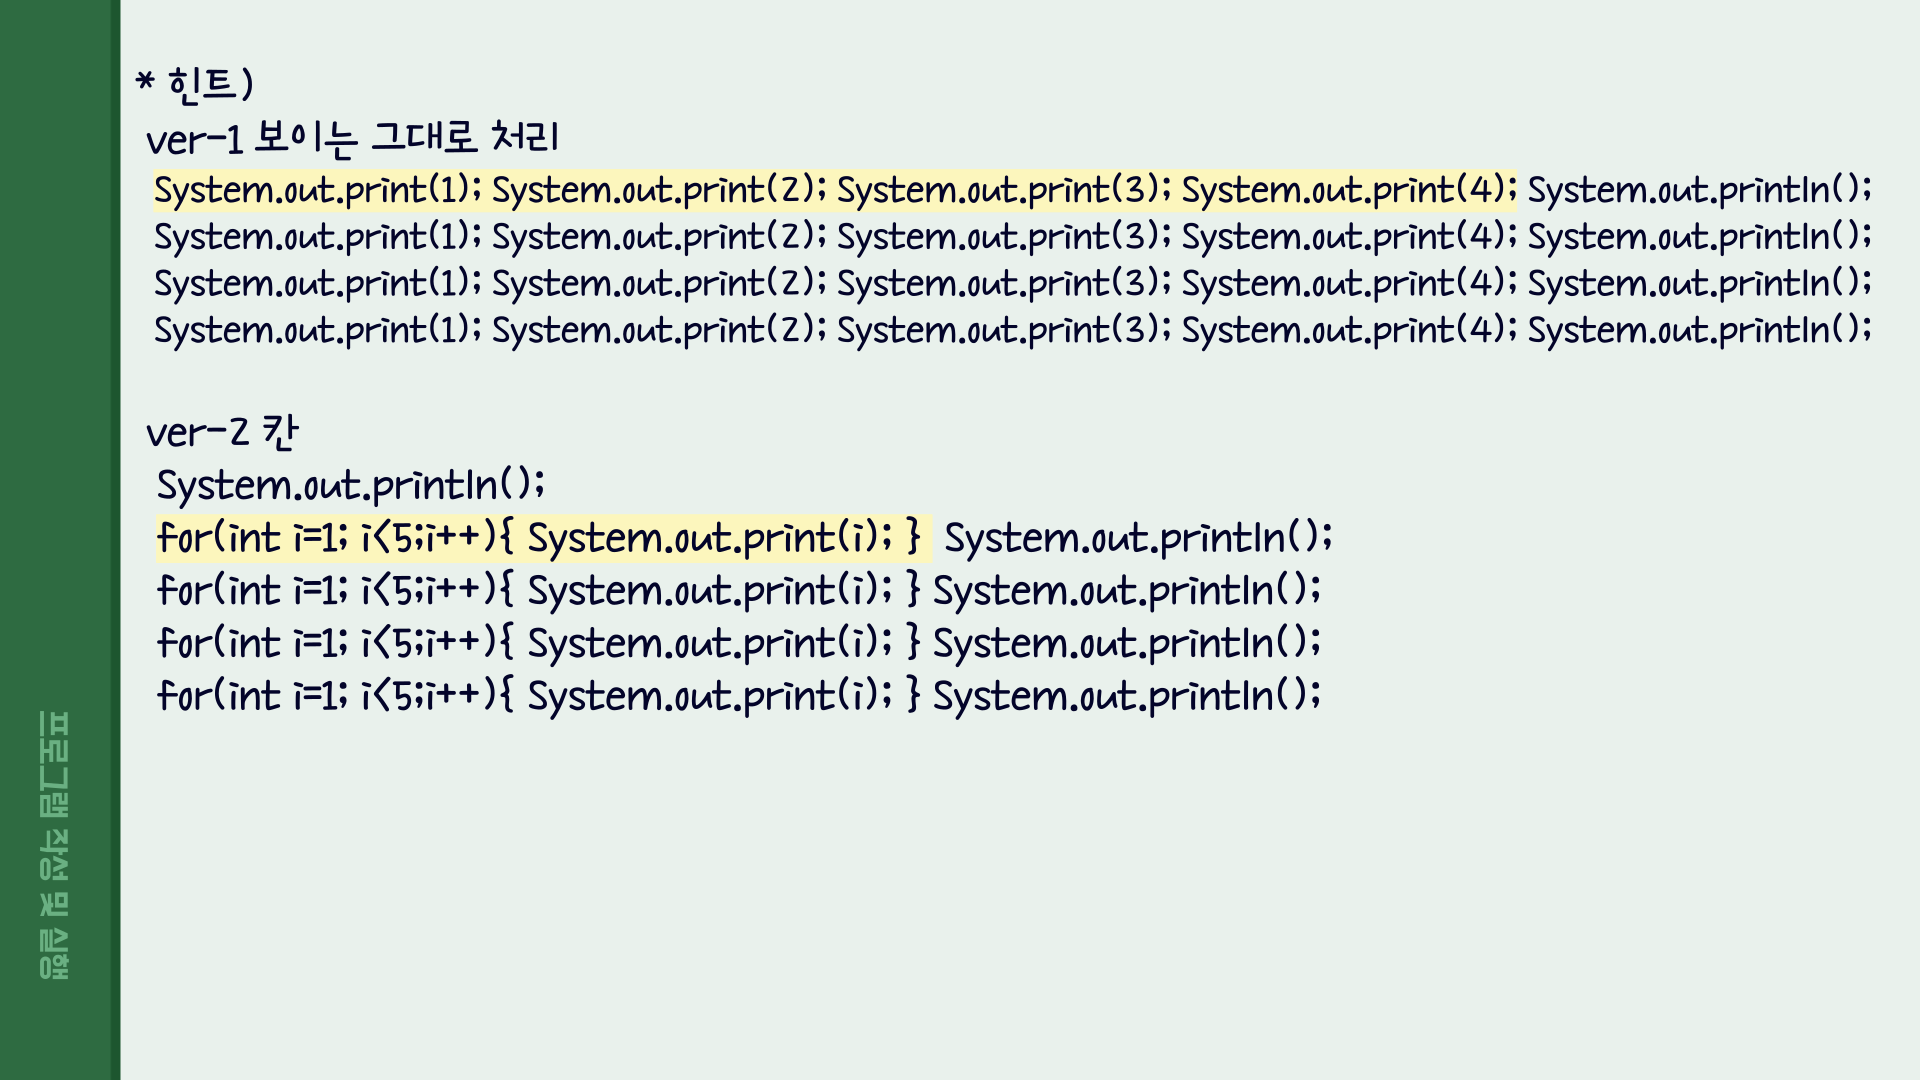 * 힌트)
ver-1 보이는 그대로 처리
System.out.print(1); System.out.print(2); System.out.print(3); System.out.print(4); System.out.println();
System.out.print(1); System.out.print(2); System.out.print(3); System.out.print(4); System.out.println();
System.out.print(1); System.out.print(2); System.out.print(3); System.out.print(4); System.out.println();
System.out.print(1); System.out.print(2); System.out.print(3); System.out.print(4); System.out.println();
ver-2 칸
System.out.println();
for(int i=1; i<5;i++){ System.out.print(i); } System.out.println();
for(int i=1; i<5;i++){ System.out.print(i); } System.out.println();
for(int i=1; i<5;i++){ System.out.print(i); } System.out.println();
for(int i=1; i<5;i++){ System.out.print(i); } System.out.println();
프로그램 작성 및 실행